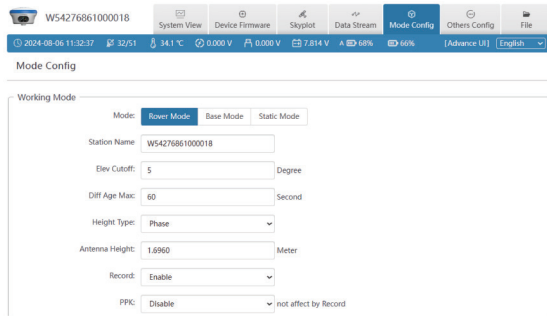 W54276861000018
System View
Device Firmware
Skyplot
Data Stream
Mode Config
Others Config
File
2024-08-06 11:32:37 32/51 34.1 ℃ 0.000 V 0.000 V 7.814 V A 68% 66% [Advance UI] English
Mode Config
Working Mode
Mode: Rover Mode Base Mode Static Mode
Station Name W54276861000018
Elev Cutoff: 5 Degree
Diff Age Max: 60 Second
Height Type: Phase
Antenna Height: 1.6960 Meter
Record: Enable
PPK: Disable not affect by Record